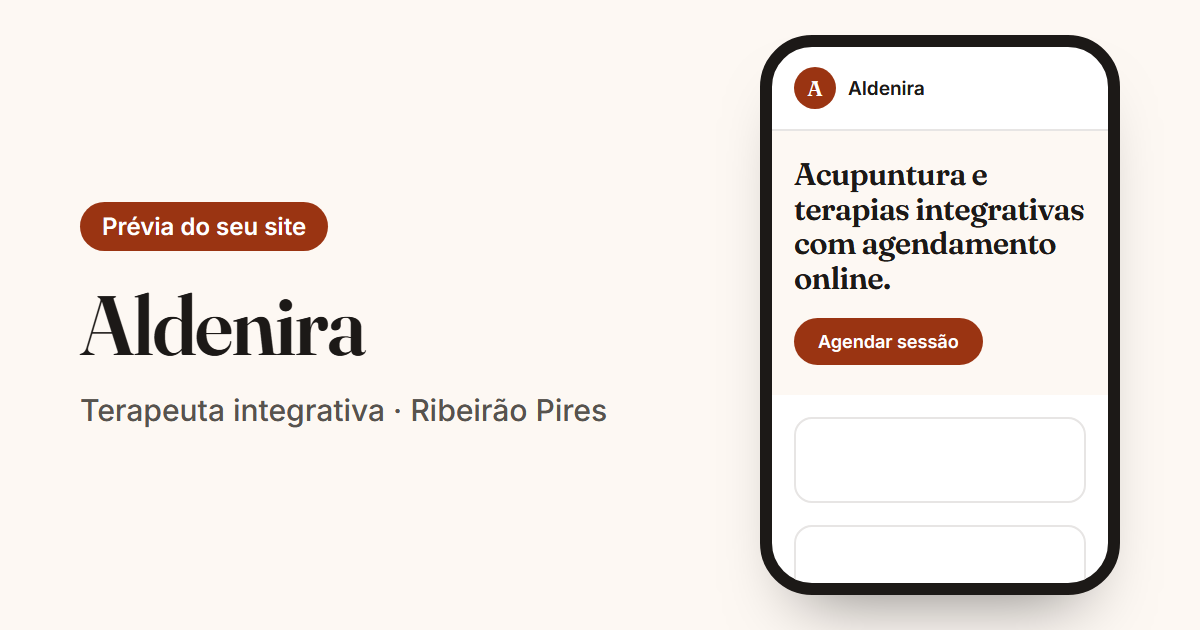 Prévia do seu site
Aldenira
Terapeuta integrativa · Ribeirão Pires
A
Aldenira
Acupuntura e
terapias integrativas
com agendamento
online.
Agendar sessão